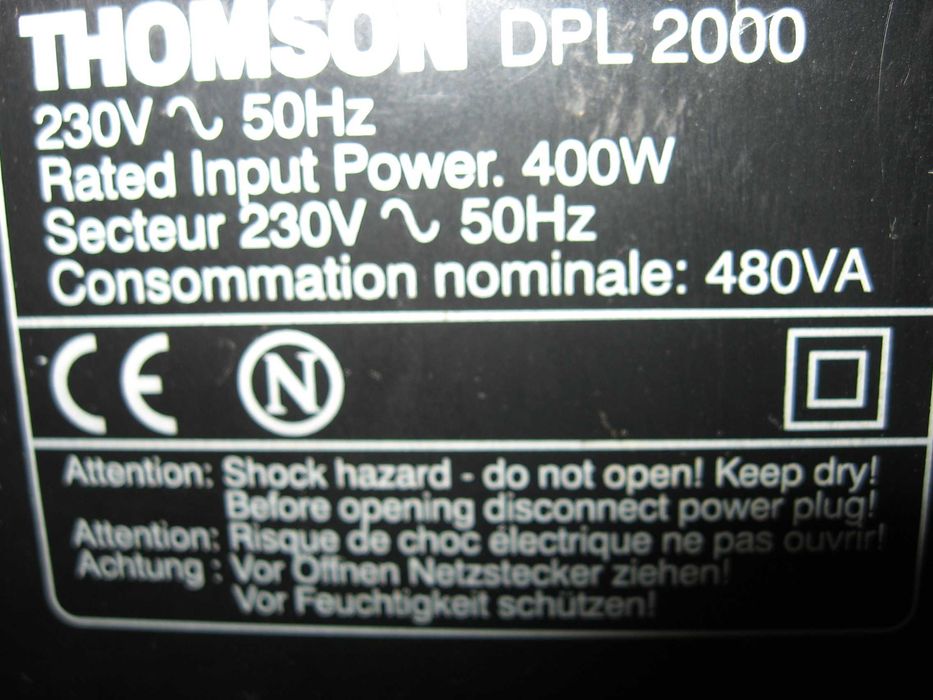 THOMSON DPL 2000
230V ∿ 50Hz
Rated Input Power. 400W
Secteur 230V ∿ 50Hz
Consommation nominale: 480VA
CE N
Attention: Shock hazard - do not open! Keep dry!
Before opening disconnect power plug!
Attention: Risque de choc électrique ne pas ouvrir!
Achtung : Vor Öffnen Netzstecker ziehen!
Vor Feuchtigkeit schützen!